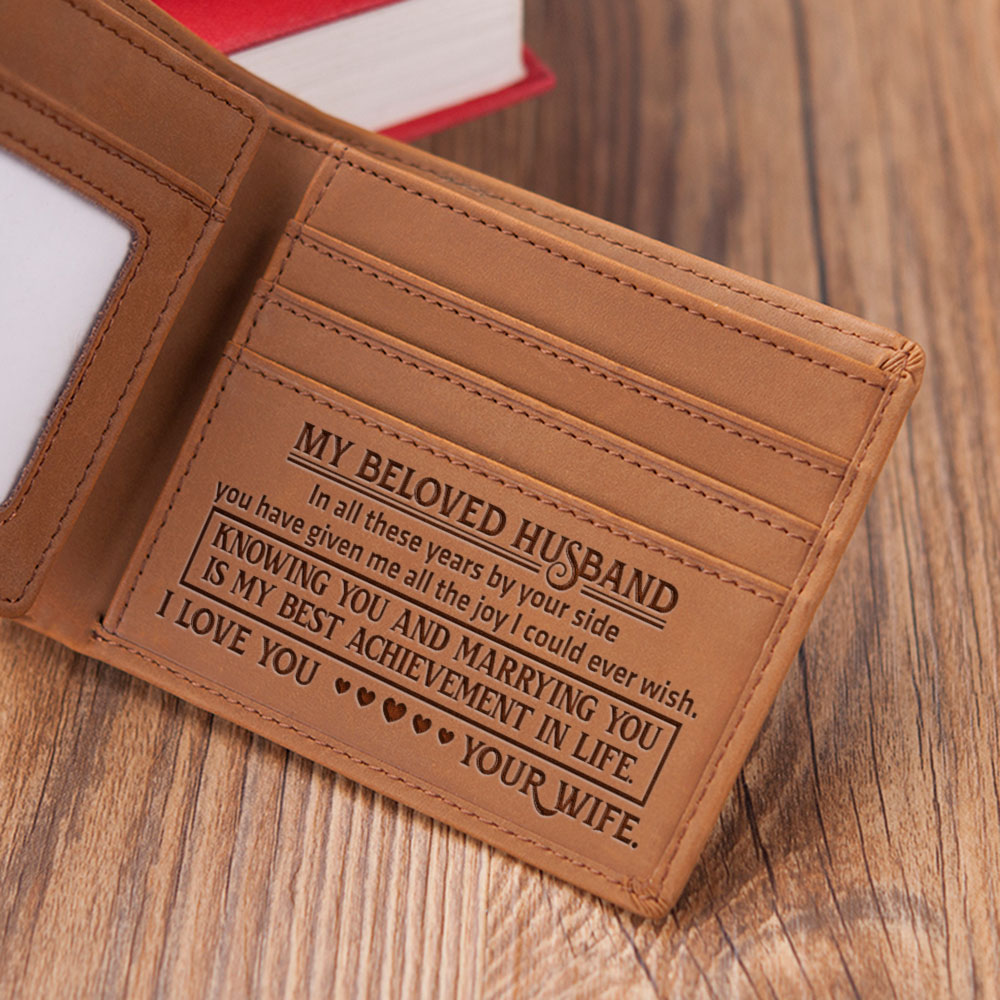 MY BELOVED HUSBAND
In all these years by your side
you have given me all the joy I could ever wish.
KNOWING YOU AND MARRYING YOU
IS MY BEST ACHIEVEMENT IN LIFE.
I LOVE YOU ♥♥♥♥♥ YOUR WIFE.